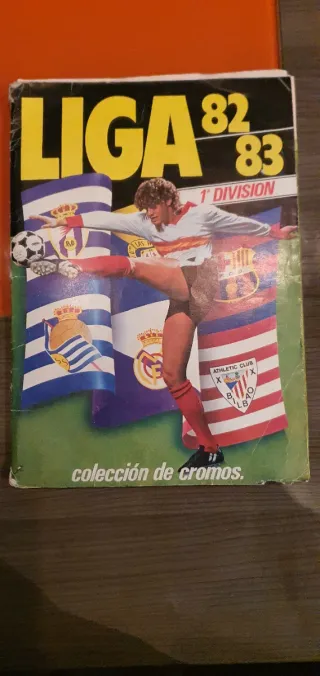 LIGA 82
83
1ª DIVISION
ATHLETIC CLUB
BILBAO
colección de cromos.